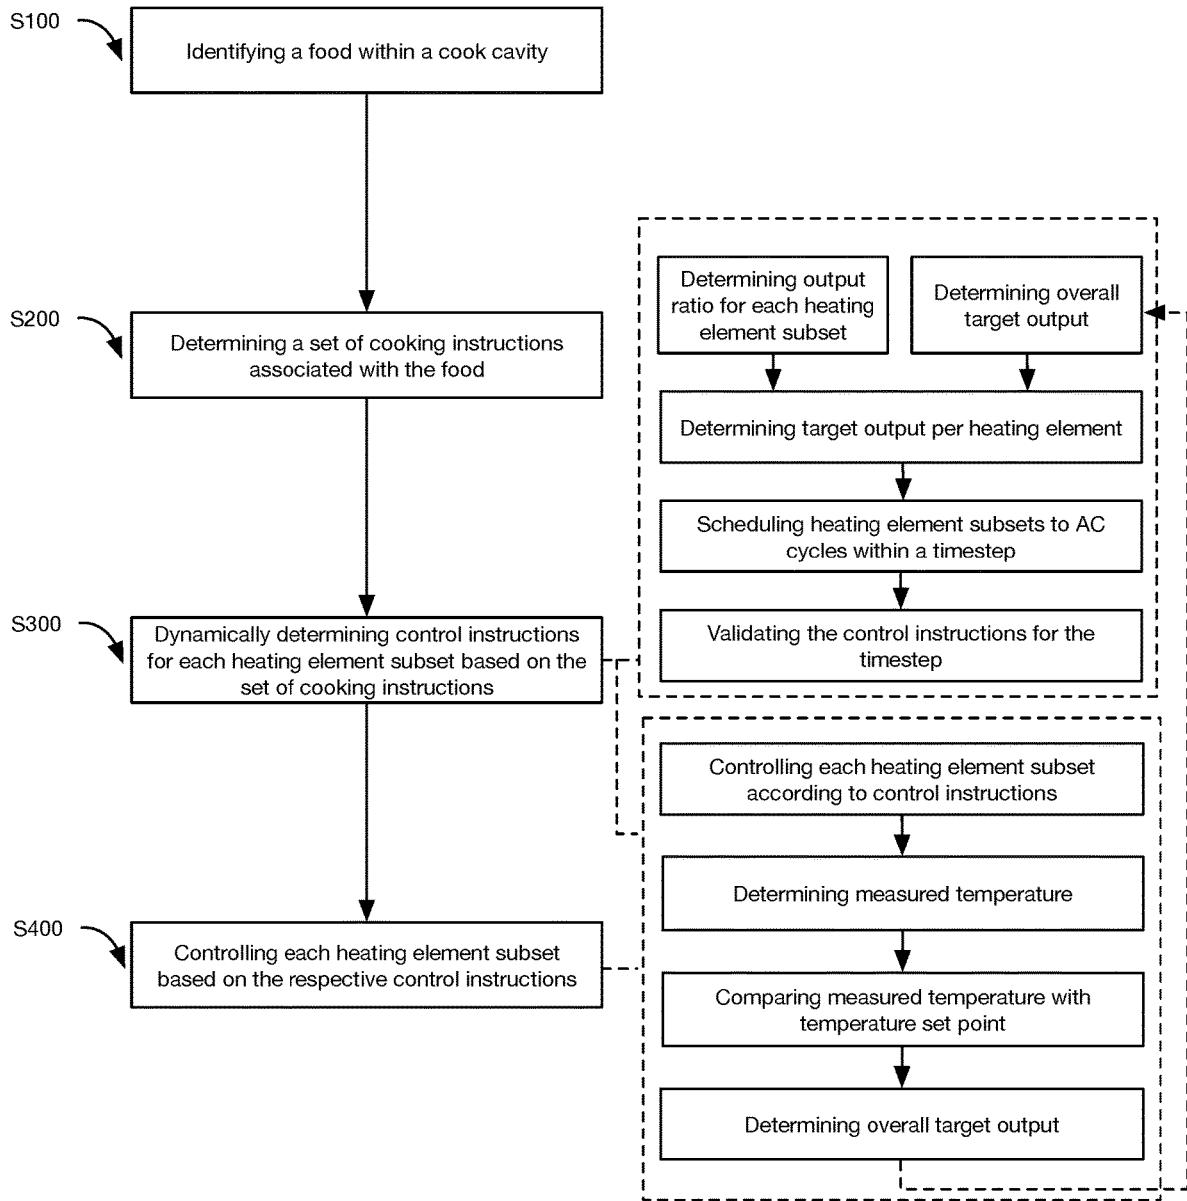 S100
Identifying a food within a cook cavity
S200
Determining a set of cooking instructions
associated with the food
S300
Dynamically determining control instructions
for each heating element subset based on the
set of cooking instructions
S400
Controlling each heating element subset
based on the respective control instructions
Determining output
ratio for each heating
element subset
Determining overall
target output
Determining target output per heating element
Scheduling heating element subsets to AC
cycles within a timestep
Validating the control instructions for the
timestep
Controlling each heating element subset
according to control instructions
Determining measured temperature
Comparing measured temperature with
temperature set point
Determining overall target output